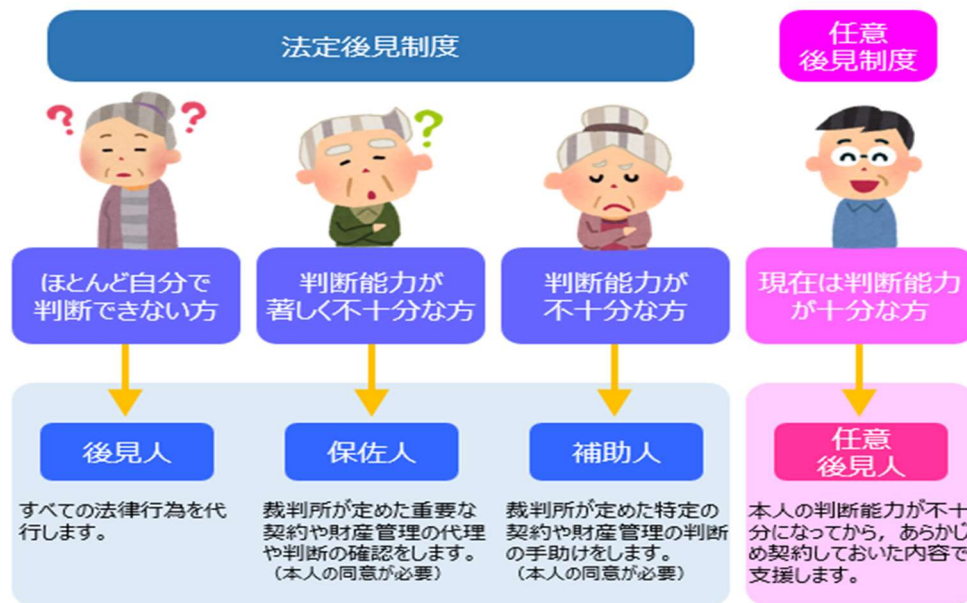 法定後見制度
任意
後見制度
?
?
?
ほとんど自分で
判断できない方
判断能力が
著しく不十分な方
判断能力が
不十分な方
現在は判断能力
が十分な方
後見人
すべての法律行為を代
行します。
保佐人
裁判所が定めた重要な
契約や財産管理の代理
や判断の確認をします。
（本人の同意が必要）
補助人
裁判所が定めた特定の
契約や財産管理の判断
の手助けをします。
（本人の同意が必要）
任意
後見人
本人の判断能力が不十
分になってから，あらかじ
め契約しておいた内容で
支援します。